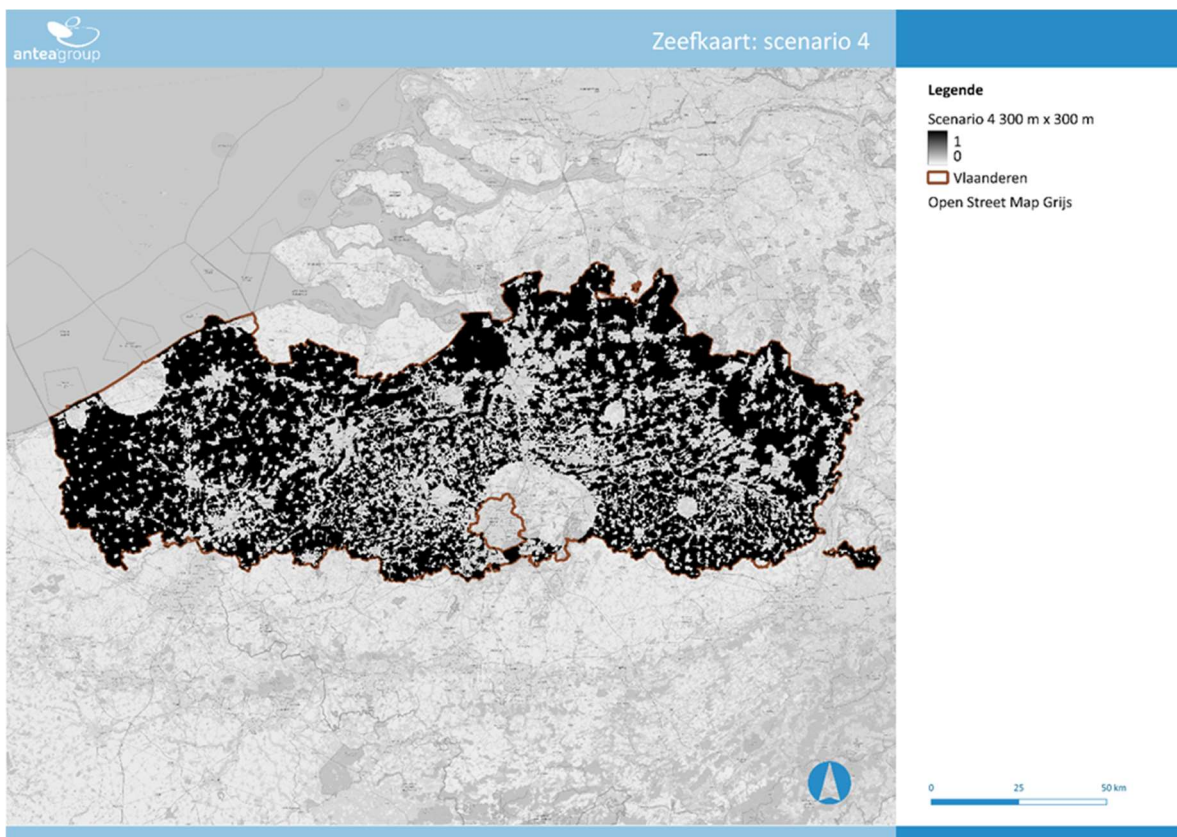 anteagroup
Zeefkaart: scenario 4
Legende
Scenario 4 300 m x 300 m
1
0
Vlaanderen
Open Street Map Grijs
0 25 50 km